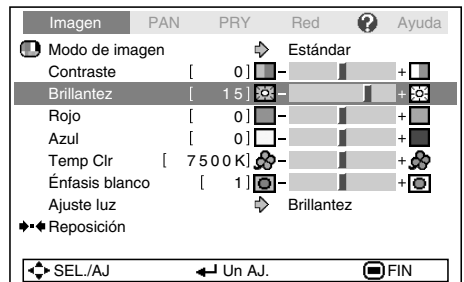 Imagen PAN PRY Red ? Ayuda
Modo de imagen Estándar
Contraste [ 0] - +
Brillantez [ 15] - +
Rojo [ 0] - +
Azul [ 0] - +
Temp Clr [ 7500K] - +
Énfasis blanco [ 1] - +
Ajuste luz Brillantez
Reposición
SEL./AJ Un AJ. FIN